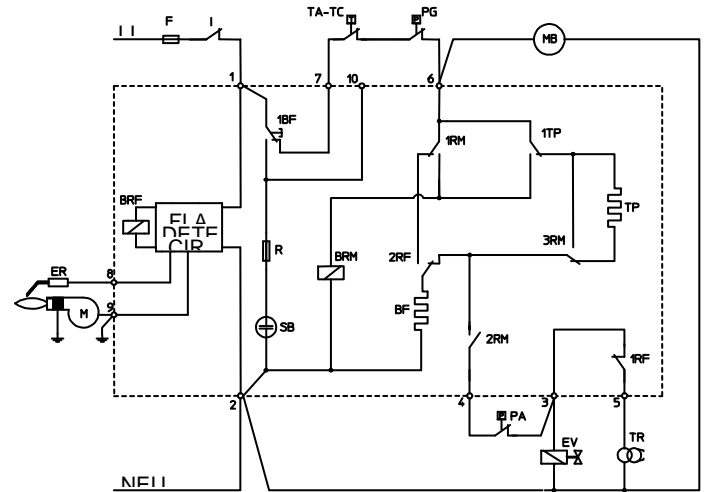 TA-TC
PG
F
I
MB
1
7
10
6
1BF
1RM
1TP
BRF
TP
3RM
R
BRM
2RF
ER
8
BF
M
9
SB
2RM
1RF
2
4
3
5
PA
EV
TR